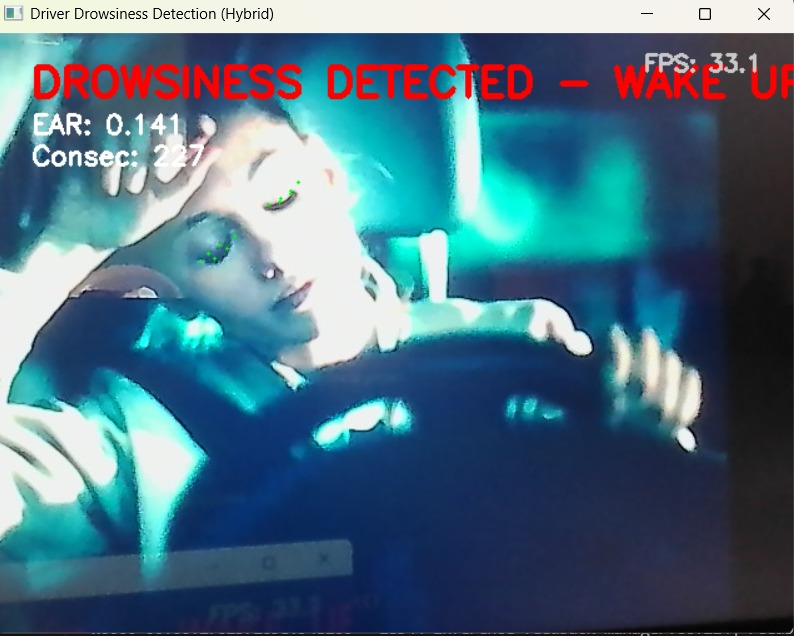 Driver Drowsiness Detection (Hybrid)
FPS: 33.1
DROWSINESS DETECTED - WAKE UP
EAR: 0.141
Consec: 227
FPS: 33.1